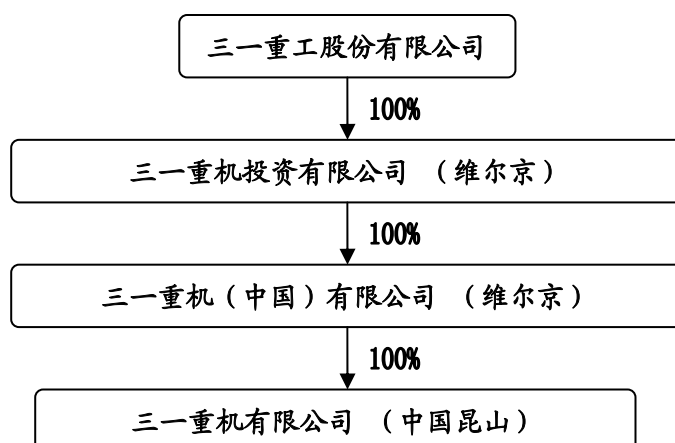 三一重工股份有限公司
100%
三一重机投资有限公司 （维尔京）
100%
三一重机（中国）有限公司 （维尔京）
100%
三一重机有限公司 （中国昆山）